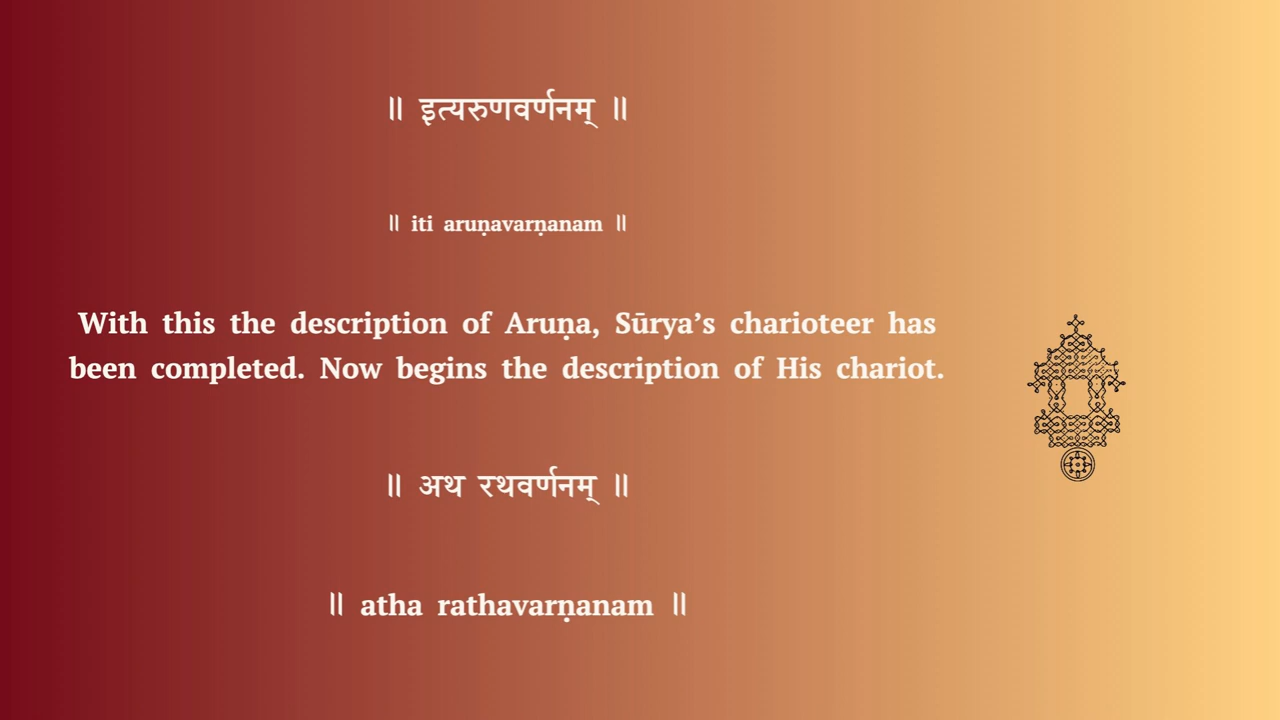 ॥ इत्यरुणवर्णनम् ॥
॥ iti aruṇavarṇanam ॥
With this the description of Aruṇa, Sūrya’s charioteer has
been completed. Now begins the description of His chariot.
॥ अथ रथवर्णनम् ॥
॥ atha rathavarṇanam ॥